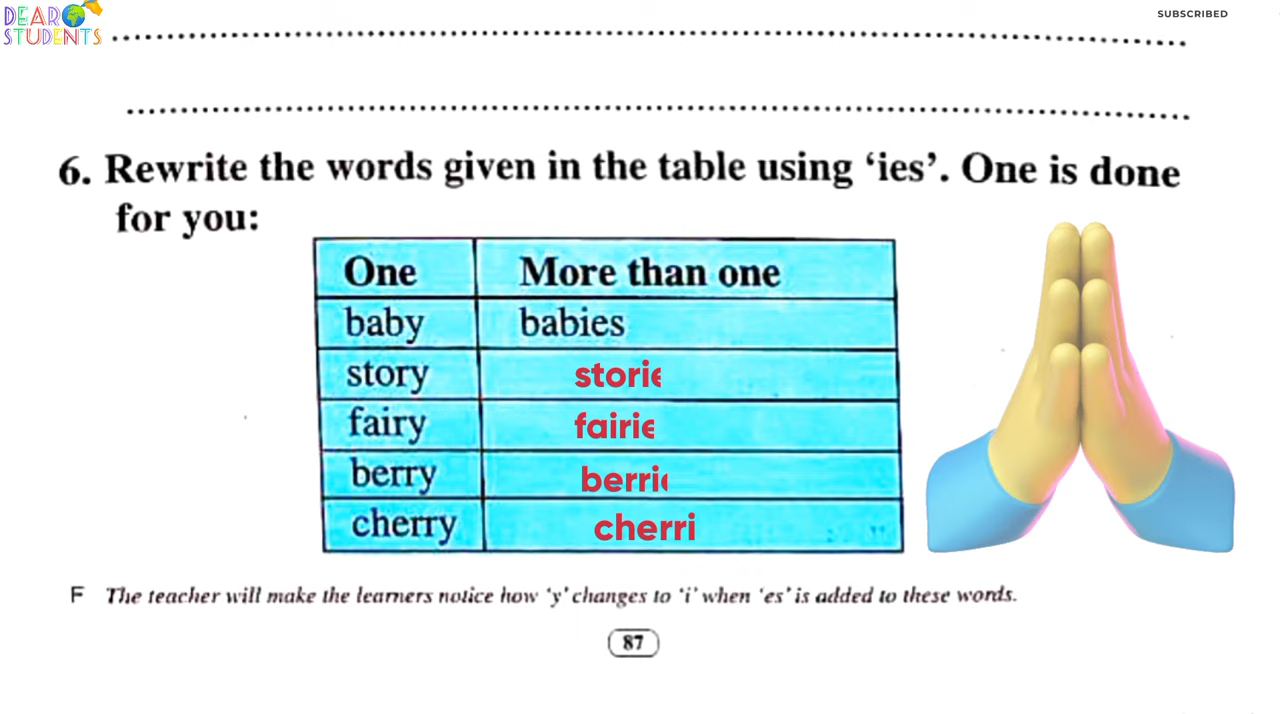 DEAR STUDENTS
SUBSCRIBED
6. Rewrite the words given in the table using ‘ies’. One is done
for you:
One More than one
baby babies
story storie
fairy fairie
berry berri
cherry cherri
F The teacher will make the learners notice how ‘y’ changes to ‘i’ when ‘es’ is added to these words.
87